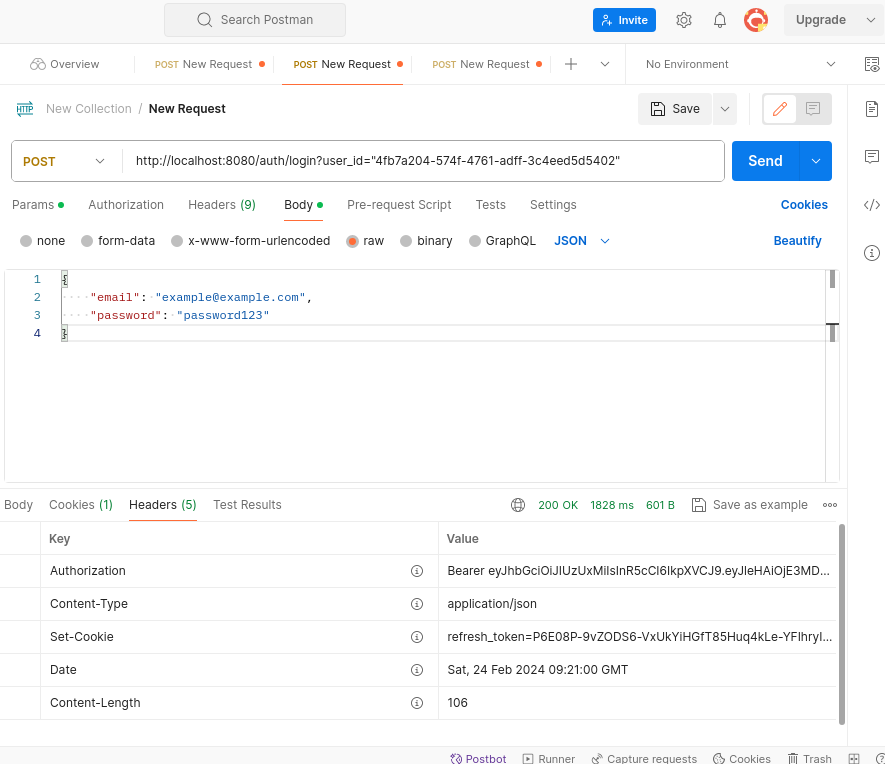 Search Postman
Invite
Upgrade
Overview
POST New Request
POST New Request
POST New Request
No Environment
HTTP
New Collection / New Request
Save
POST
http://localhost:8080/auth/login?user_id="4fb7a204-574f-4761-adff-3c4eed5d5402"
Send
Params
Authorization
Headers (9)
Body
Pre-request Script
Tests
Settings
Cookies
none
form-data
x-www-form-urlencoded
raw
binary
GraphQL
JSON
Beautify
1 {
2 "email": "example@example.com",
3 "password": "password123"
4 }
Body
Cookies (1)
Headers (5)
Test Results
200 OK
1828 ms
601 B
Save as example
Key Value
Authorization Bearer eyJhbGciOiJIUzUxMiIsInR5cCI6IkpXVCJ9.eyJleHAiOjE3MD...
Content-Type application/json
Set-Cookie refresh_token=P6E08P-9vZODS6-VxUkYiHGfT85Huq4kLe-YFIhryI...
Date Sat, 24 Feb 2024 09:21:00 GMT
Content-Length 106
Postbot
Runner
Capture requests
Cookies
Trash